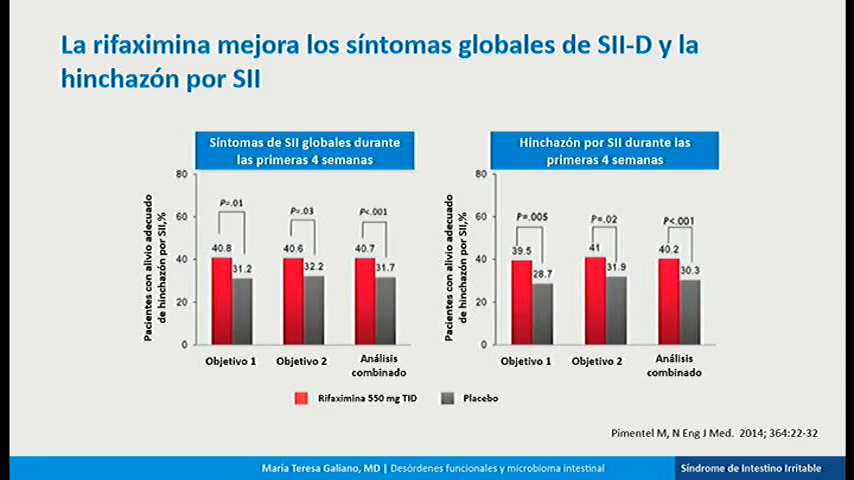 La rifaximina mejora los síntomas globales de SII-D y la
hinchazón por SII
Síntomas de SII globales durante
las primeras 4 semanas
Pacientes con alivio adecuado
de hinchazón por SII,%
80
60
40
20
0
P=.01
P=.03
P<.001
40.8
31.2
40.6
32.2
40.7
31.7
Objetivo 1
Objetivo 2
Análisis
combinado
Hinchazón por SII durante las
primeras 4 semanas
Pacientes con alivio adecuado
de hinchazón por SII,%
80
60
40
20
0
P=.005
P=.02
P<.001
39.5
28.7
41
31.9
40.2
30.3
Objetivo 1
Objetivo 2
Análisis
combinado
Rifaximina 550 mg TID
Placebo
Pimentel M, N Eng J Med. 2014; 364:22-32
María Teresa Galiano, MD | Desórdenes funcionales y microbioma intestinal
Síndrome de Intestino Irritable